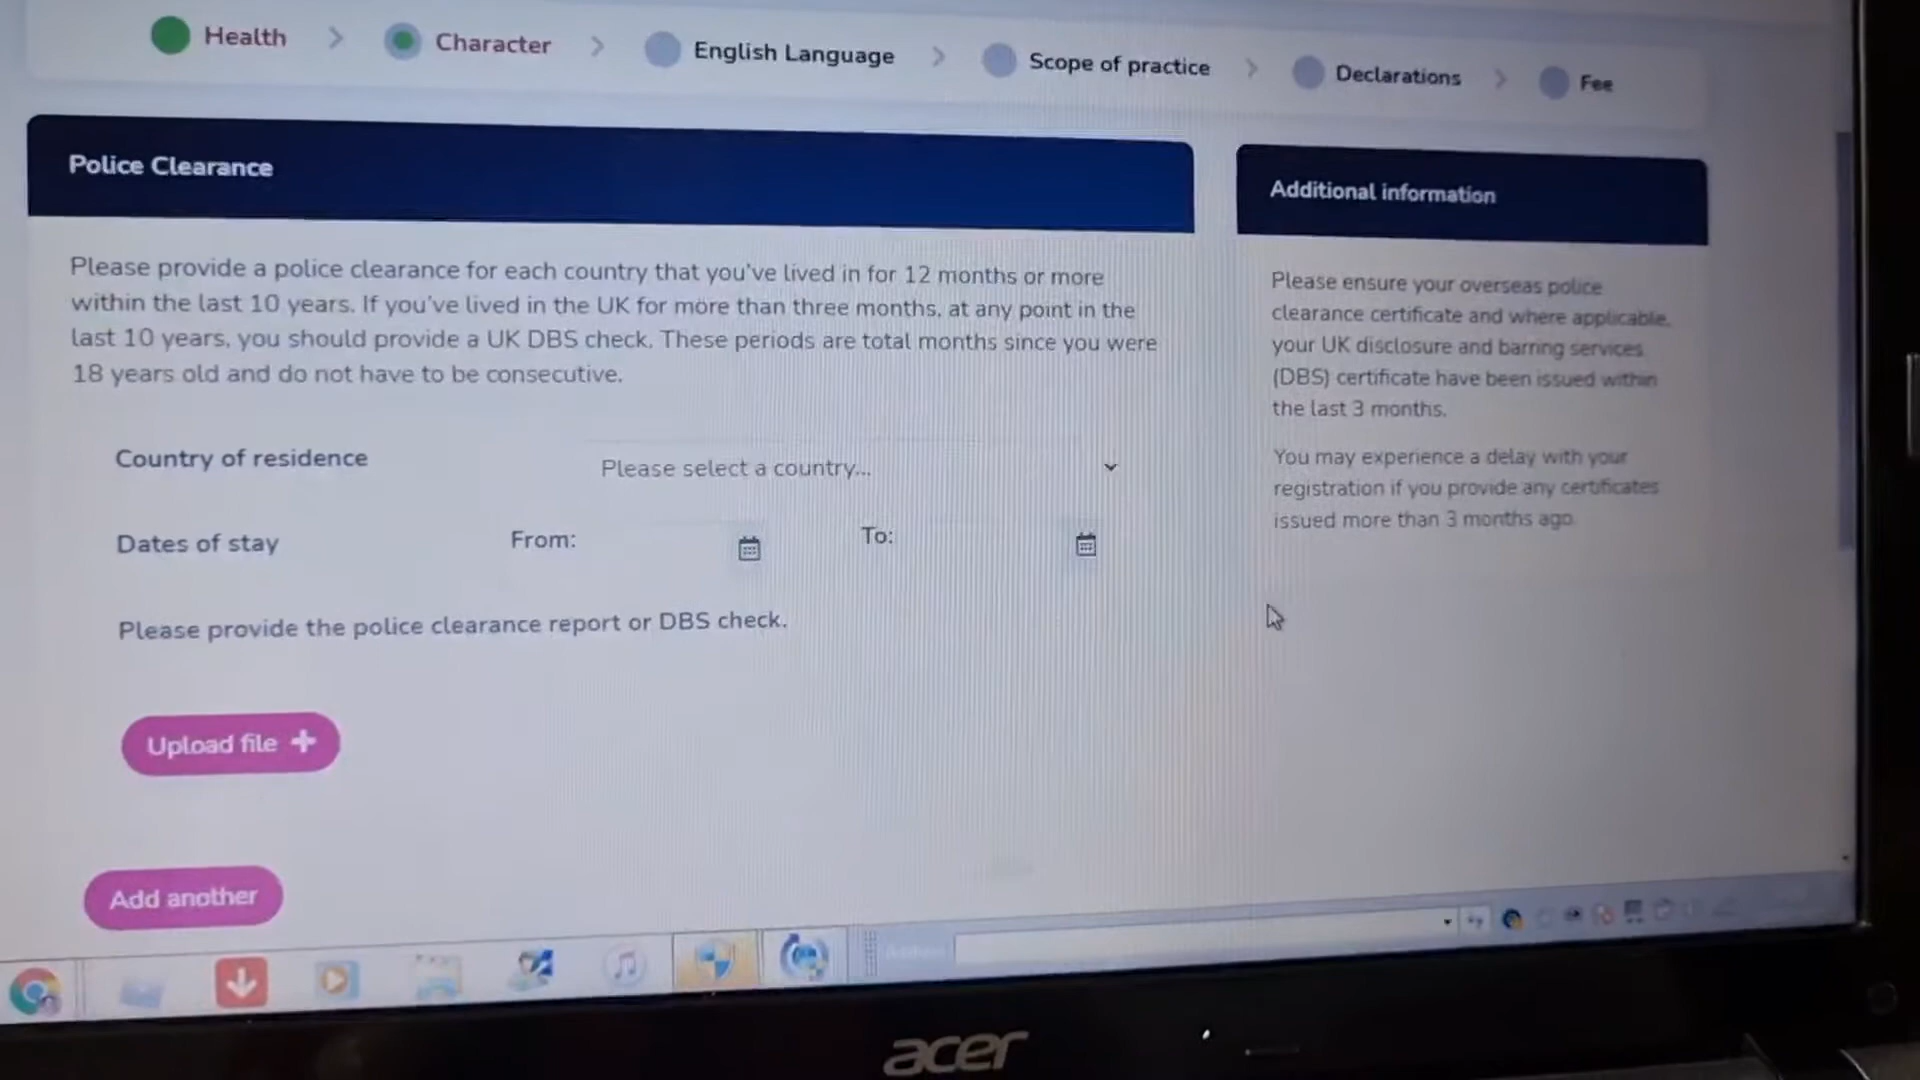 Health
Character
English Language
Scope of practice
Declarations
Fee
Police Clearance
Please provide a police clearance for each country that you've lived in for 12 months or more
within the last 10 years. If you've lived in the UK for more than three months, at any point in the
last 10 years, you should provide a UK DBS check. These periods are total months since you were
18 years old and do not have to be consecutive.
Country of residence
Please select a country...
Dates of stay
From:
To:
Please provide the police clearance report or DBS check.
Upload file +
Add another
Additional information
Please ensure your overseas police
clearance certificate and where applicable,
your UK disclosure and barring services
(DBS) certificate have been issued within
the last 3 months.
You may experience a delay with your
registration if you provide any certificates
issued more than 3 months ago
acer